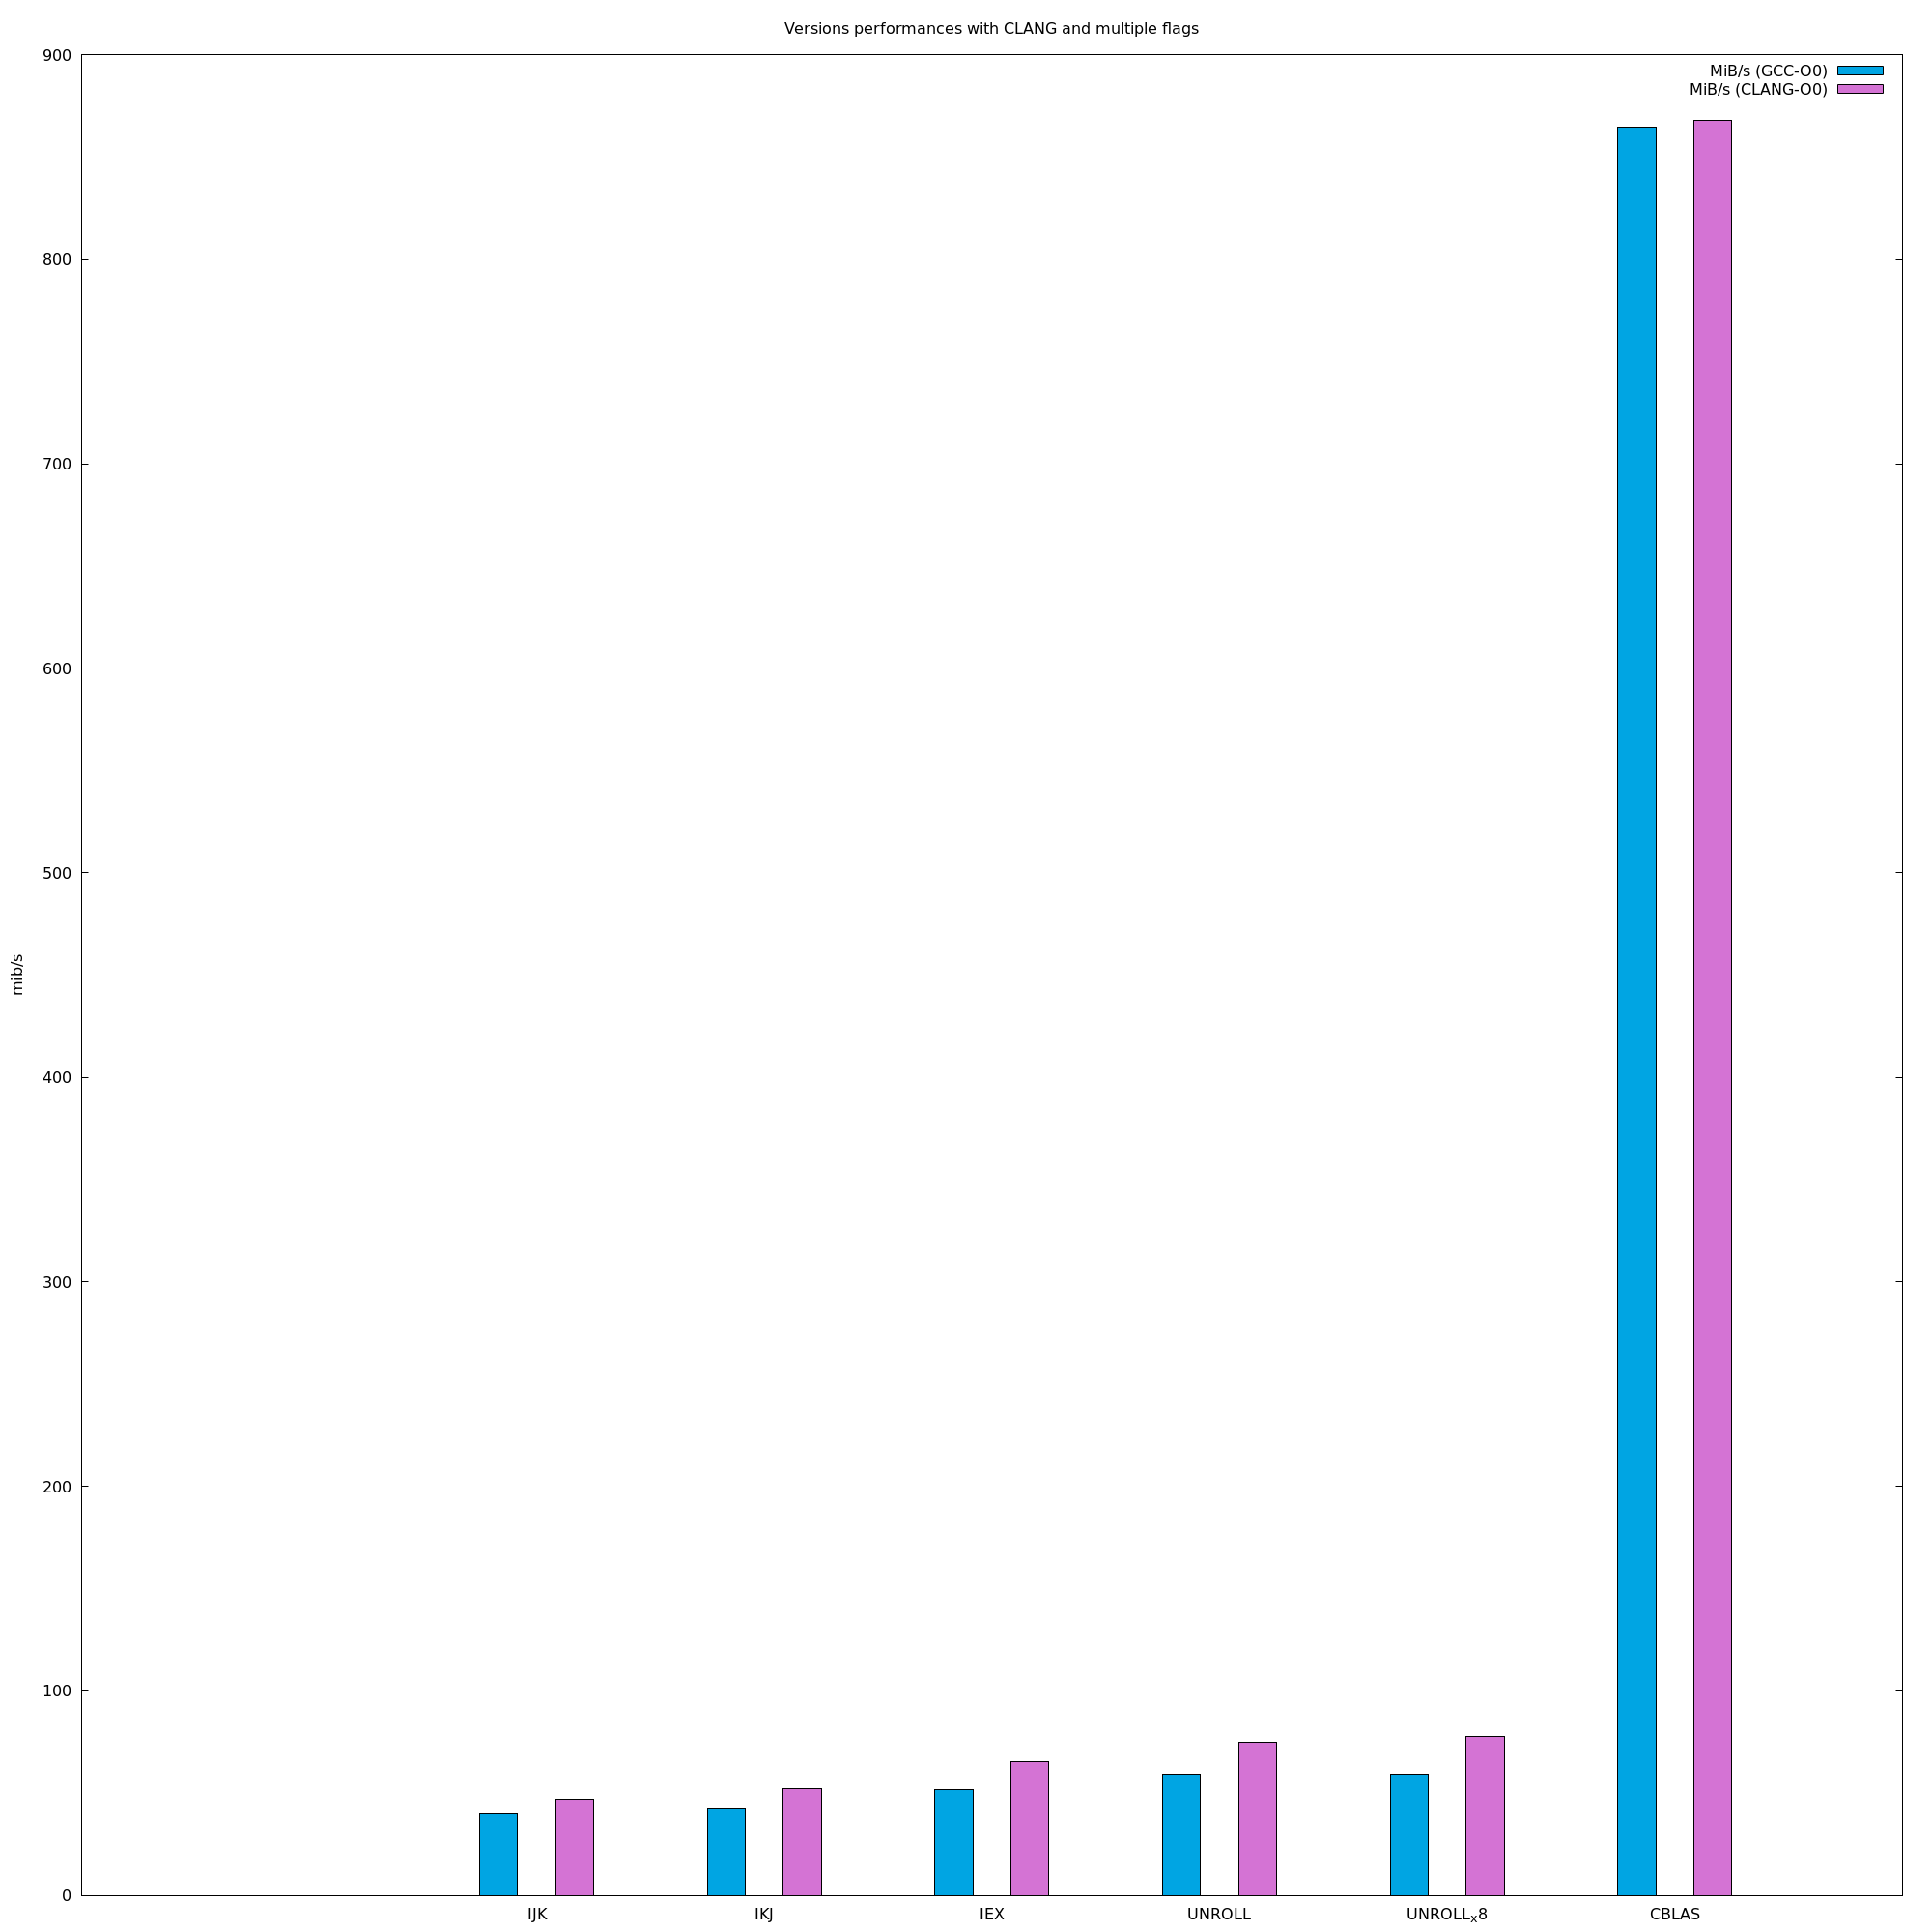 Versions performances with CLANG and multiple flags
MiB/s (GCC-O0)
MiB/s (CLANG-O0)
900
800
700
600
500
400
300
200
100
0
mib/s
IJK IKJ IEX UNROLL UNROLLx8 CBLAS